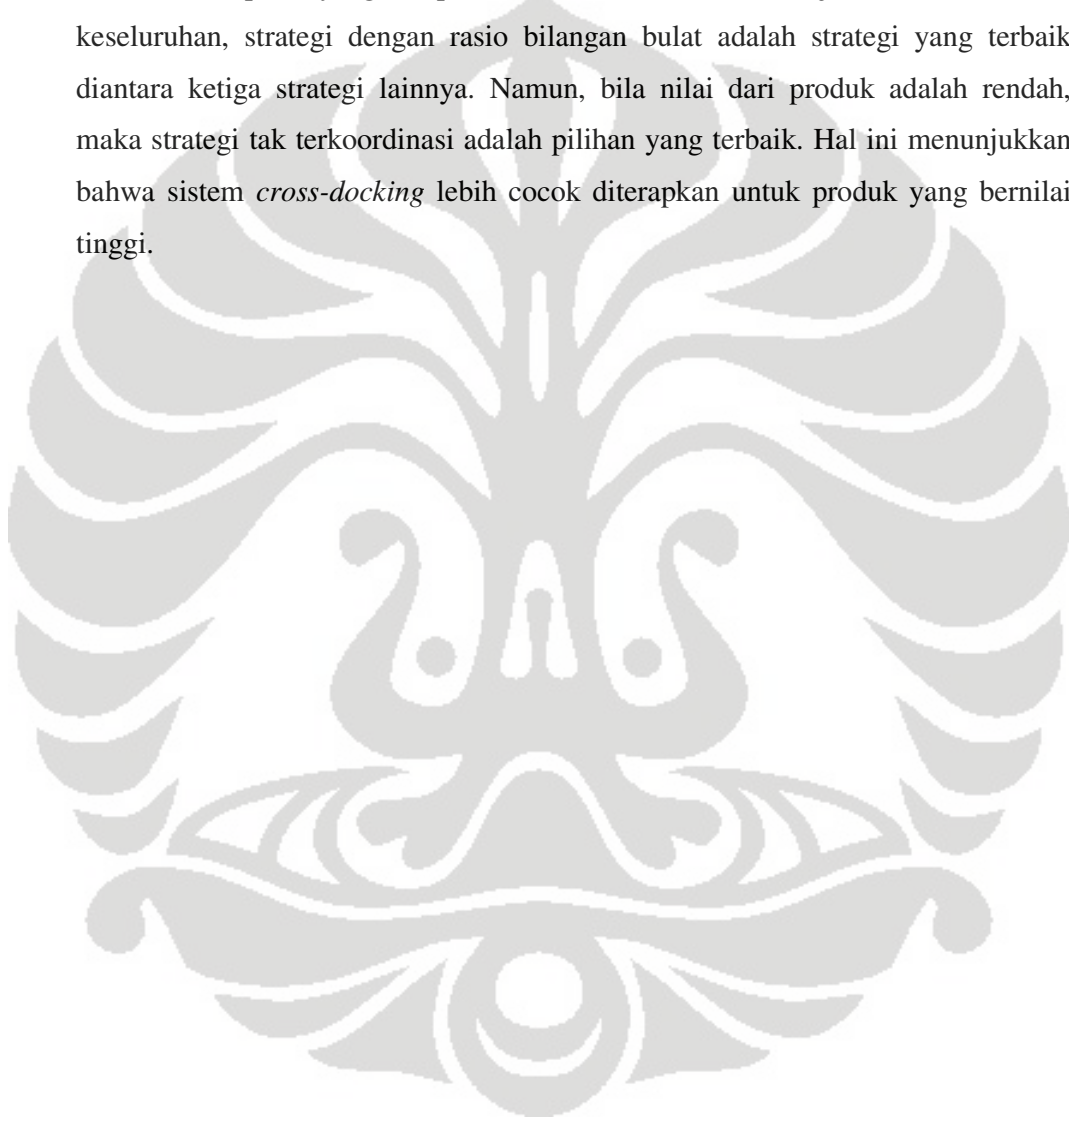 keseluruhan, strategi dengan rasio bilangan bulat adalah strategi yang terbaik
diantara ketiga strategi lainnya. Namun, bila nilai dari produk adalah rendah,
maka strategi tak terkoordinasi adalah pilihan yang terbaik. Hal ini menunjukkan
bahwa sistem cross-docking lebih cocok diterapkan untuk produk yang bernilai
tinggi.